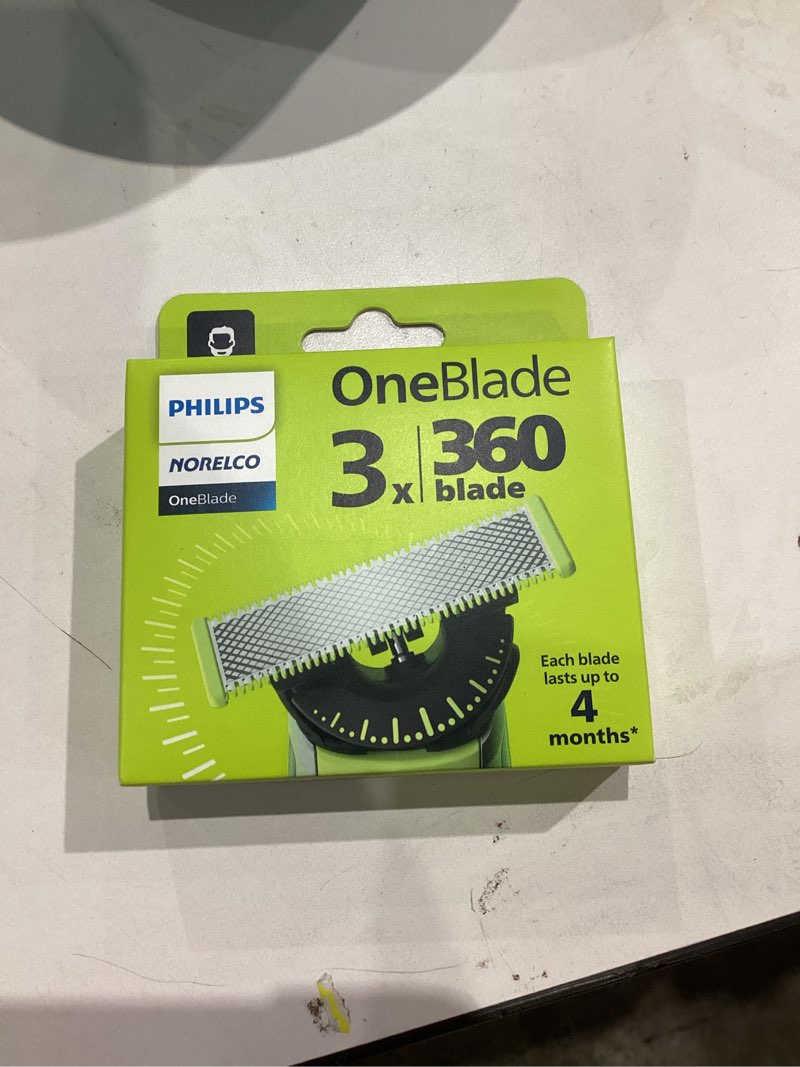 PHILIPS
NORELCO
OneBlade
OneBlade
3x 360
blade
Each blade
lasts up to
4
months*